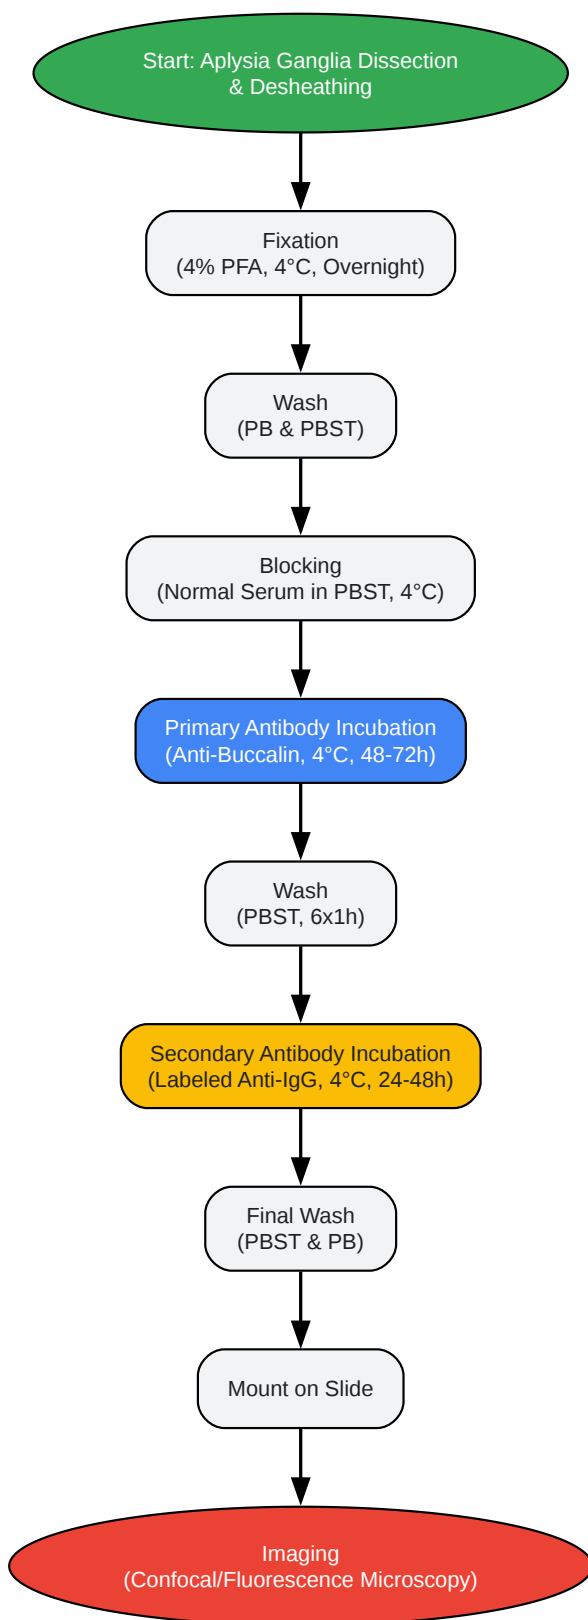 Start: Aplysia Ganglia Dissection
& Desheathing
Fixation
(4% PFA, 4°C, Overnight)
Wash
(PB & PBST)
Blocking
(Normal Serum in PBST, 4°C)
Primary Antibody Incubation
(Anti-Buccalin, 4°C, 48-72h)
Wash
(PBST, 6x1h)
Secondary Antibody Incubation
(Labeled Anti-IgG, 4°C, 24-48h)
Final Wash
(PBST & PB)
Mount on Slide
Imaging
(Confocal/Fluorescence Microscopy)